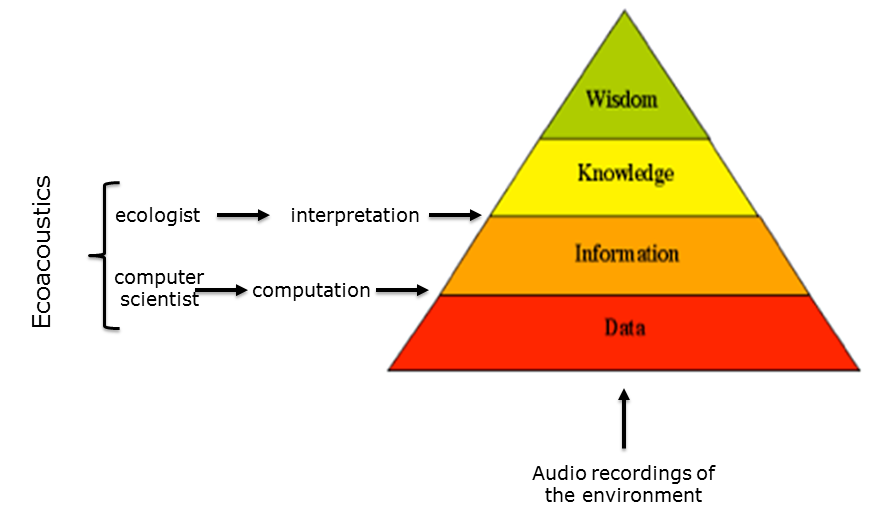 Wisdom
Knowledge
Information
Data
Ecoacoustics
ecologist
interpretation
computer
scientist
computation
Audio recordings of
the environment